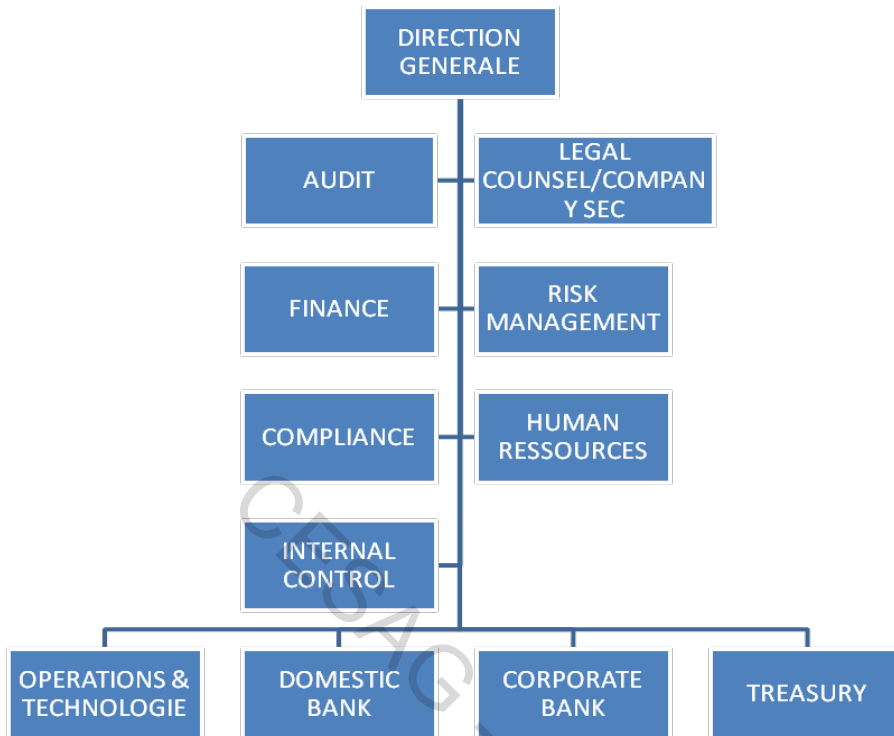 DIRECTION
GENERALE
AUDIT
LEGAL
COUNSEL/COMPAN
Y SEC
FINANCE
RISK
MANAGEMENT
COMPLIANCE
HUMAN
RESSOURCES
INTERNAL
CONTROL
CESAG
OPERATIONS &
TECHNOLOGIE
DOMESTIC
BANK
CORPORATE
BANK
TREASURY